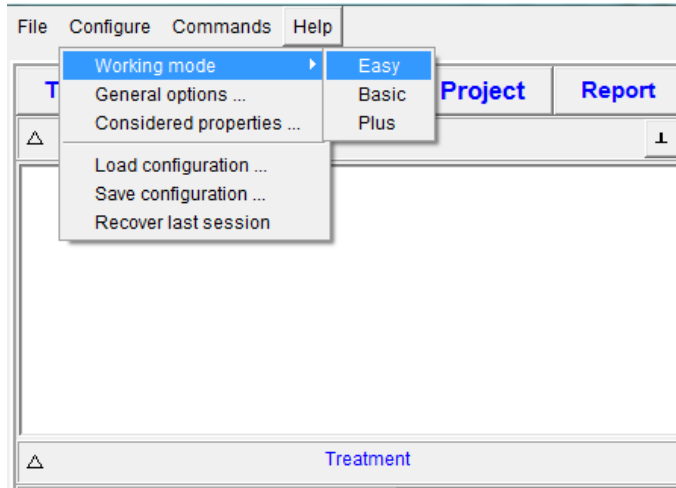 File Configure Commands Help
Working mode Easy
T Project Report
General options ... Basic
Considered properties ... Plus
Load configuration ...
Save configuration ...
Recover last session
Treatment